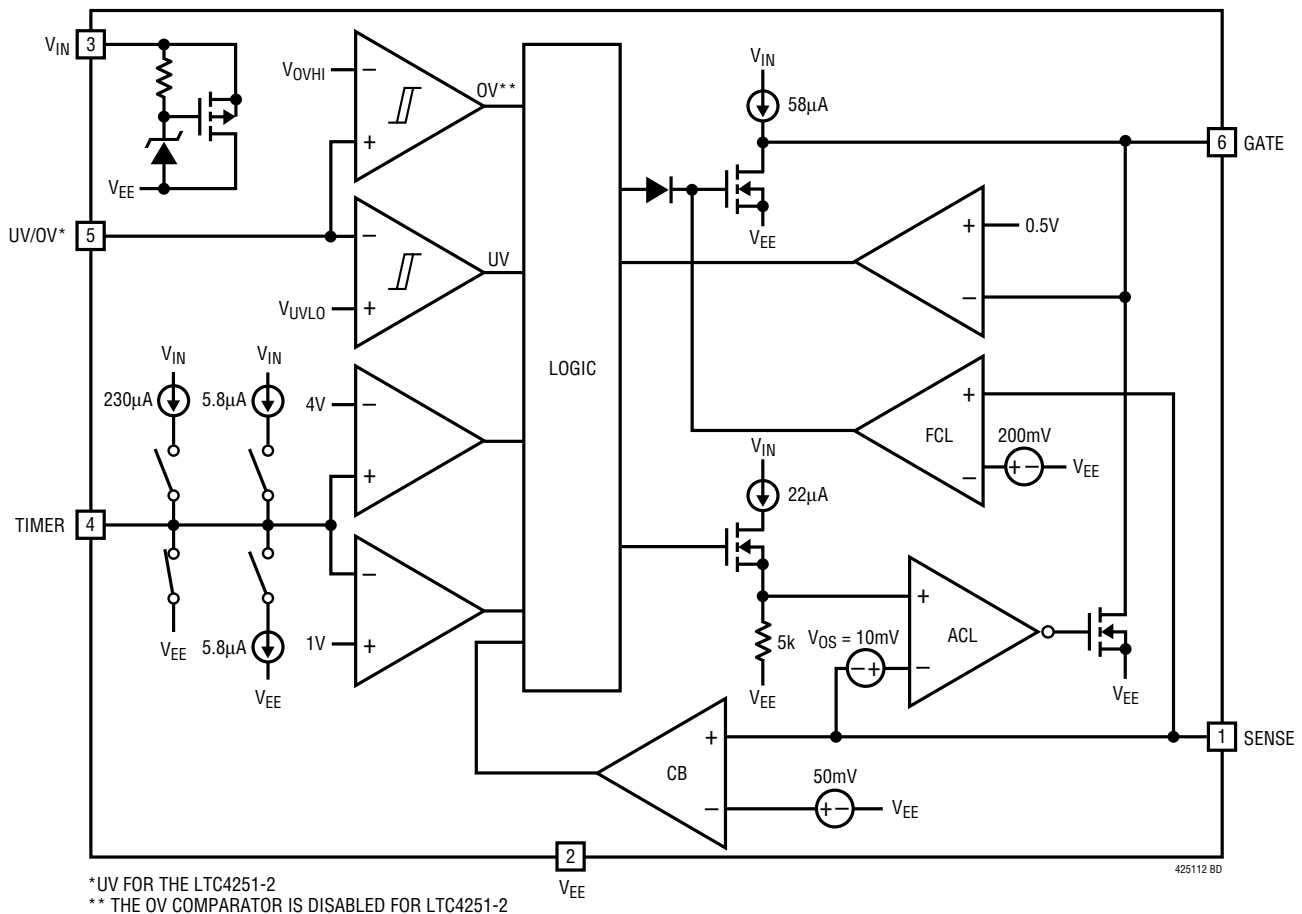 VIN 3
VOVHI −
OV**
+
VIN
58µA
6 GATE
VEE
UV/OV* 5
−
UV
VUVLO +
VEE
+ 0.5V
−
LOGIC
VIN VIN
230µA 5.8µA
4V −
+
FCL
+
−
200mV
+ −
VEE
VIN
22µA
TIMER 4
−
1V +
VEE 5.8µA
VEE
5k
VEE
VOS = 10mV
− +
+
ACL
−
VEE
1 SENSE
+
CB
−
50mV
+ −
VEE
2
VEE
425112 BD
*UV FOR THE LTC4251-2
** THE OV COMPARATOR IS DISABLED FOR LTC4251-2